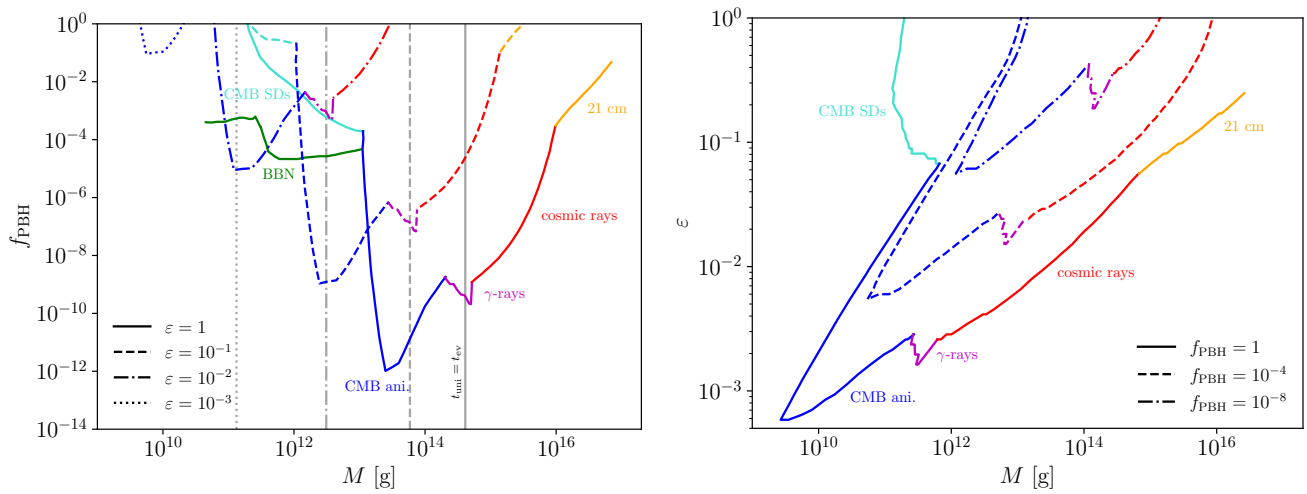 10^0
10^{-2}
10^{-4}
10^{-6}
10^{-8}
10^{-10}
10^{-12}
10^{-14}
f_PBH
CMB SDs
BBN
21 cm
cosmic rays
γ-rays
CMB ani.
t_uni = t_ev
ε = 1
ε = 10^{-1}
ε = 10^{-2}
ε = 10^{-3}
10^{10}
10^{12}
10^{14}
10^{16}
M [g]
10^0
10^{-1}
10^{-2}
10^{-3}
ε
CMB SDs
21 cm
cosmic rays
γ-rays
CMB ani.
f_PBH = 1
f_PBH = 10^{-4}
f_PBH = 10^{-8}
10^{10}
10^{12}
10^{14}
10^{16}
M [g]